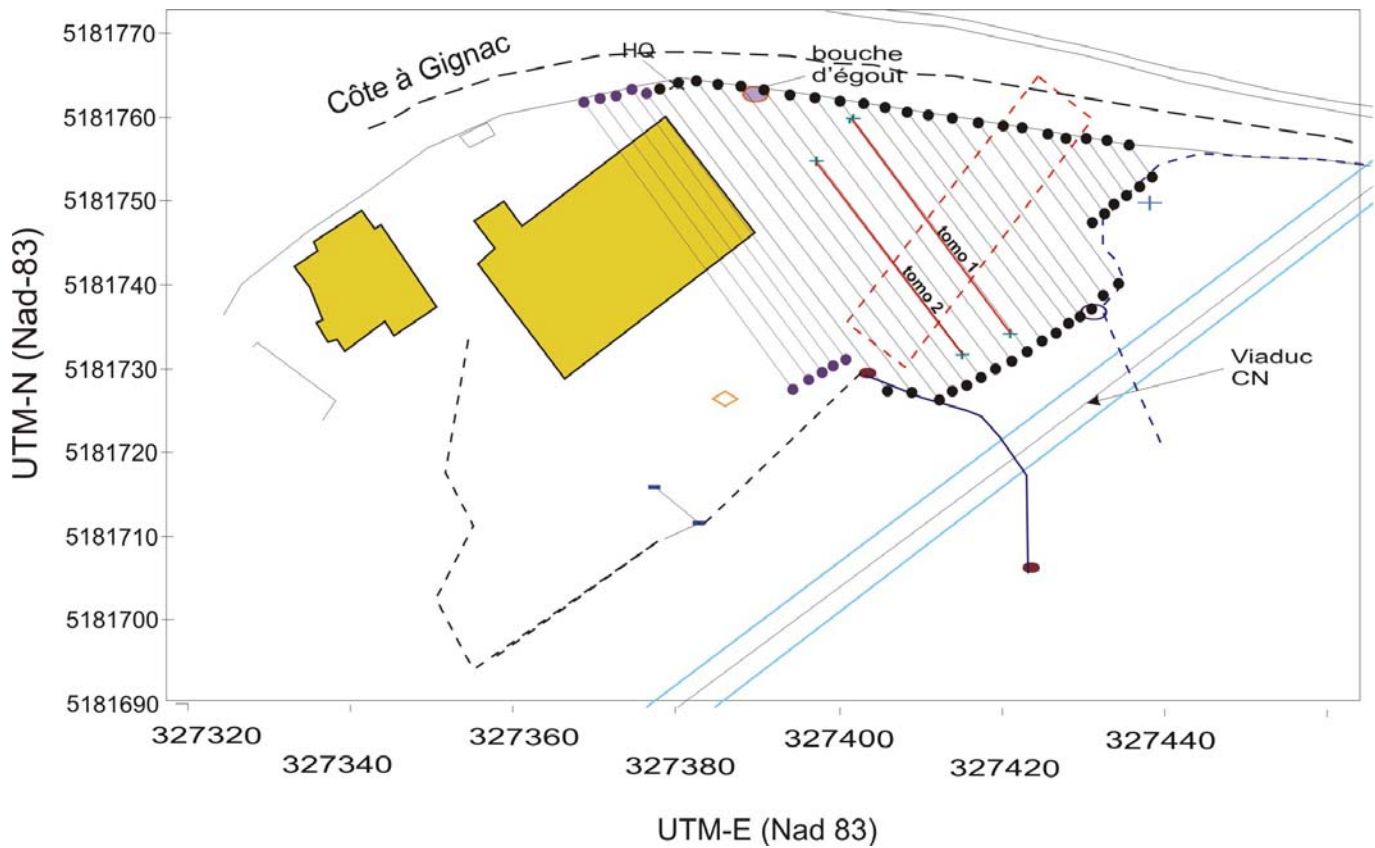 5181770
5181760
5181750
5181740
5181730
5181720
5181710
5181700
5181690
UTM-N (Nad-83)
Côte à Gignac
HQ
bouche
d'égout
tomo 1
tomo 2
Viaduc
CN
327320
327340
327360
327380
327400
327420
327440
UTM-E (Nad 83)